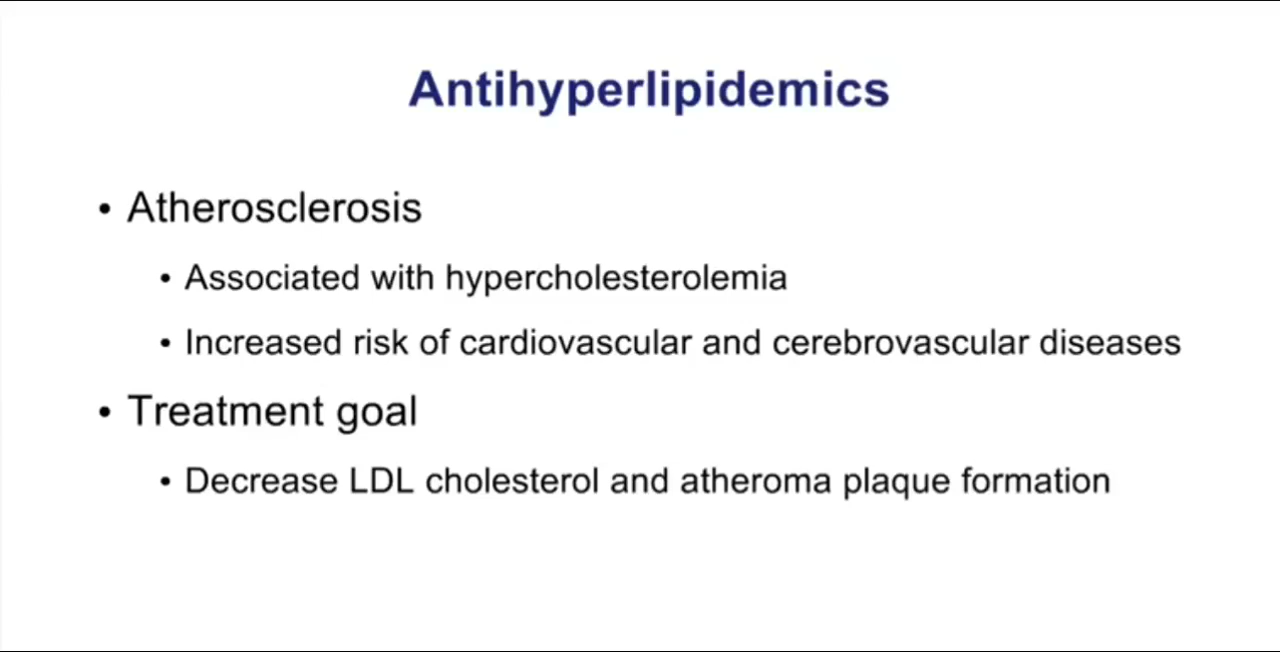 Antihyperlipidemics
• Atherosclerosis
• Associated with hypercholesterolemia
• Increased risk of cardiovascular and cerebrovascular diseases
• Treatment goal
• Decrease LDL cholesterol and atheroma plaque formation